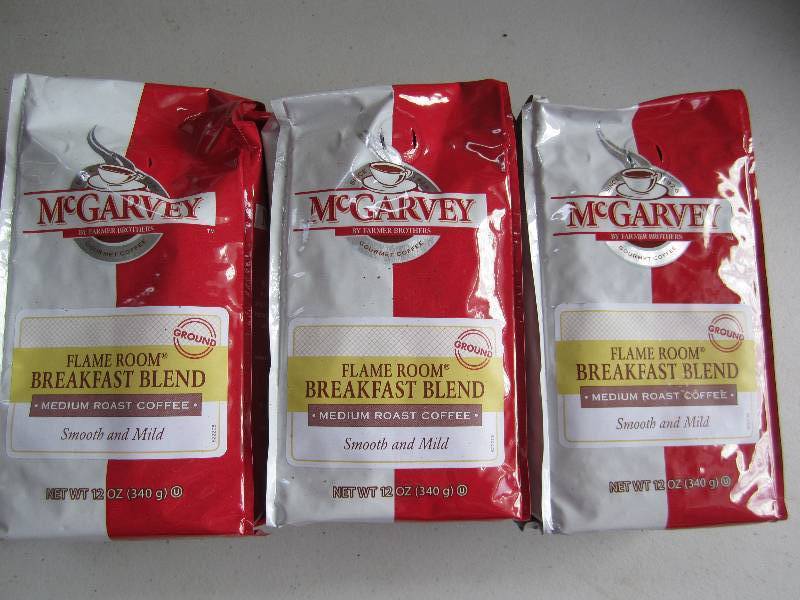 McGARVEY™
BY FARMER BROTHERS
GOURMET COFFEE
GROUND
FLAME ROOM®
BREAKFAST BLEND
• MEDIUM ROAST COFFEE •
Smooth and Mild
NET WT 12 OZ (340 g) U
McGARVEY
BY FARMER BROTHERS
GOURMET COFFEE
GROUND
FLAME ROOM®
BREAKFAST BLEND
• MEDIUM ROAST COFFEE •
Smooth and Mild
NET WT 12 OZ (340 g) U
McGARVEY
BY FARMER BROTHERS
GOURMET COFFEE
GROUND
FLAME ROOM®
BREAKFAST BLEND
• MEDIUM ROAST COFFEE •
Smooth and Mild
NET WT 12 OZ (340 g) U